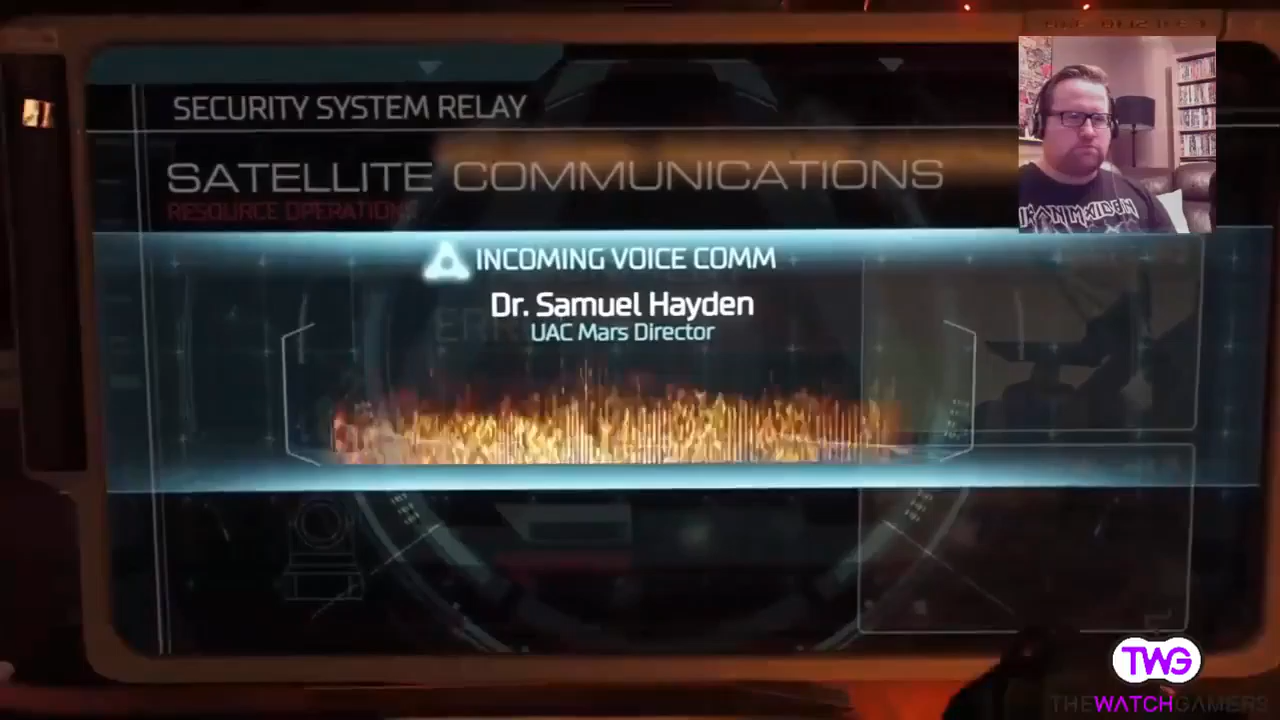 SECURITY SYSTEM RELAY
SATELLITE COMMUNICATIONS
RESOURCE OPERATIONS
INCOMING VOICE COMM
Dr. Samuel Hayden
UAC Mars Director
IRON MAIDEN
TWG
THEWATCHGAMERS